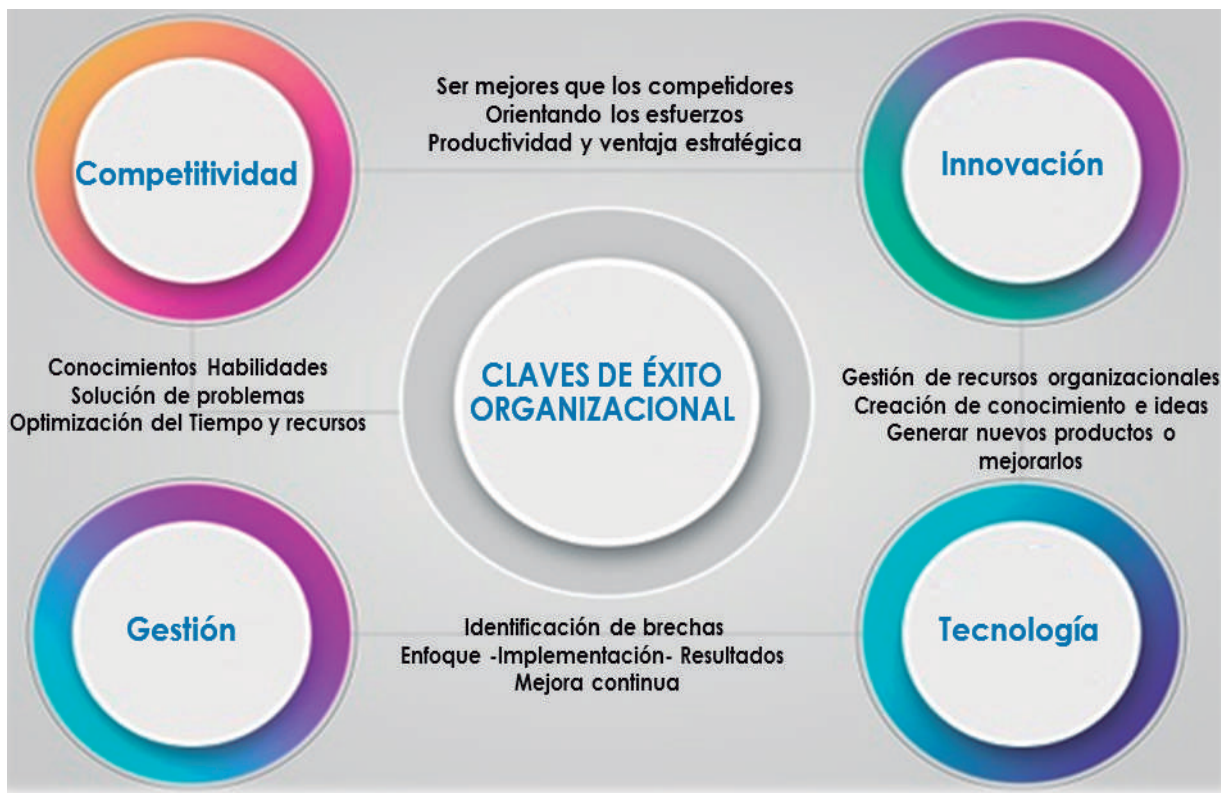 Ser mejores que los competidores
Orientando los esfuerzos
Productividad y ventaja estratégica
Competitividad
Innovación
Conocimientos Habilidades
Solución de problemas
Optimización del Tiempo y recursos
CLAVES DE ÉXITO
ORGANIZACIONAL
Gestión de recursos organizacionales
Creación de conocimiento e ideas
Generar nuevos productos o
mejorarlos
Gestión
Identificación de brechas
Enfoque -Implementación- Resultados
Mejora continua
Tecnología